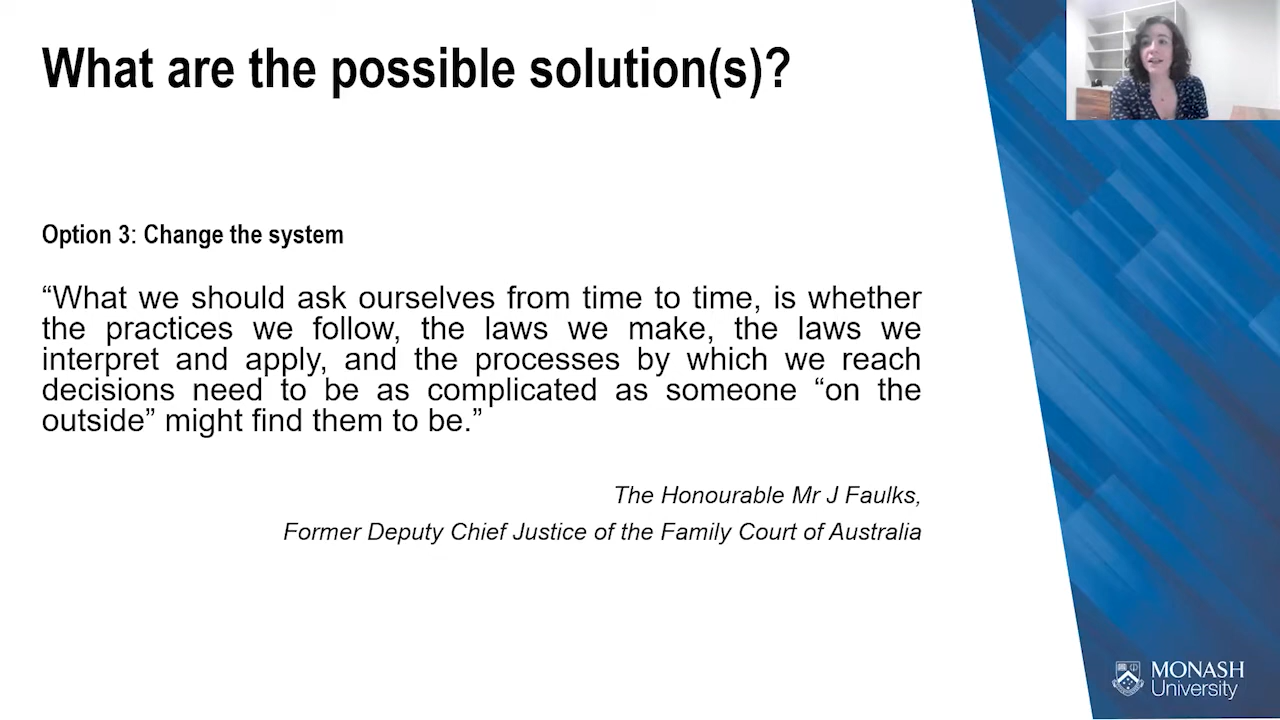 What are the possible solution(s)?
Option 3: Change the system
“What we should ask ourselves from time to time, is whether
the practices we follow, the laws we make, the laws we
interpret and apply, and the processes by which we reach
decisions need to be as complicated as someone “on the
outside” might find them to be.”
The Honourable Mr J Faulks,
Former Deputy Chief Justice of the Family Court of Australia
MONASH
University